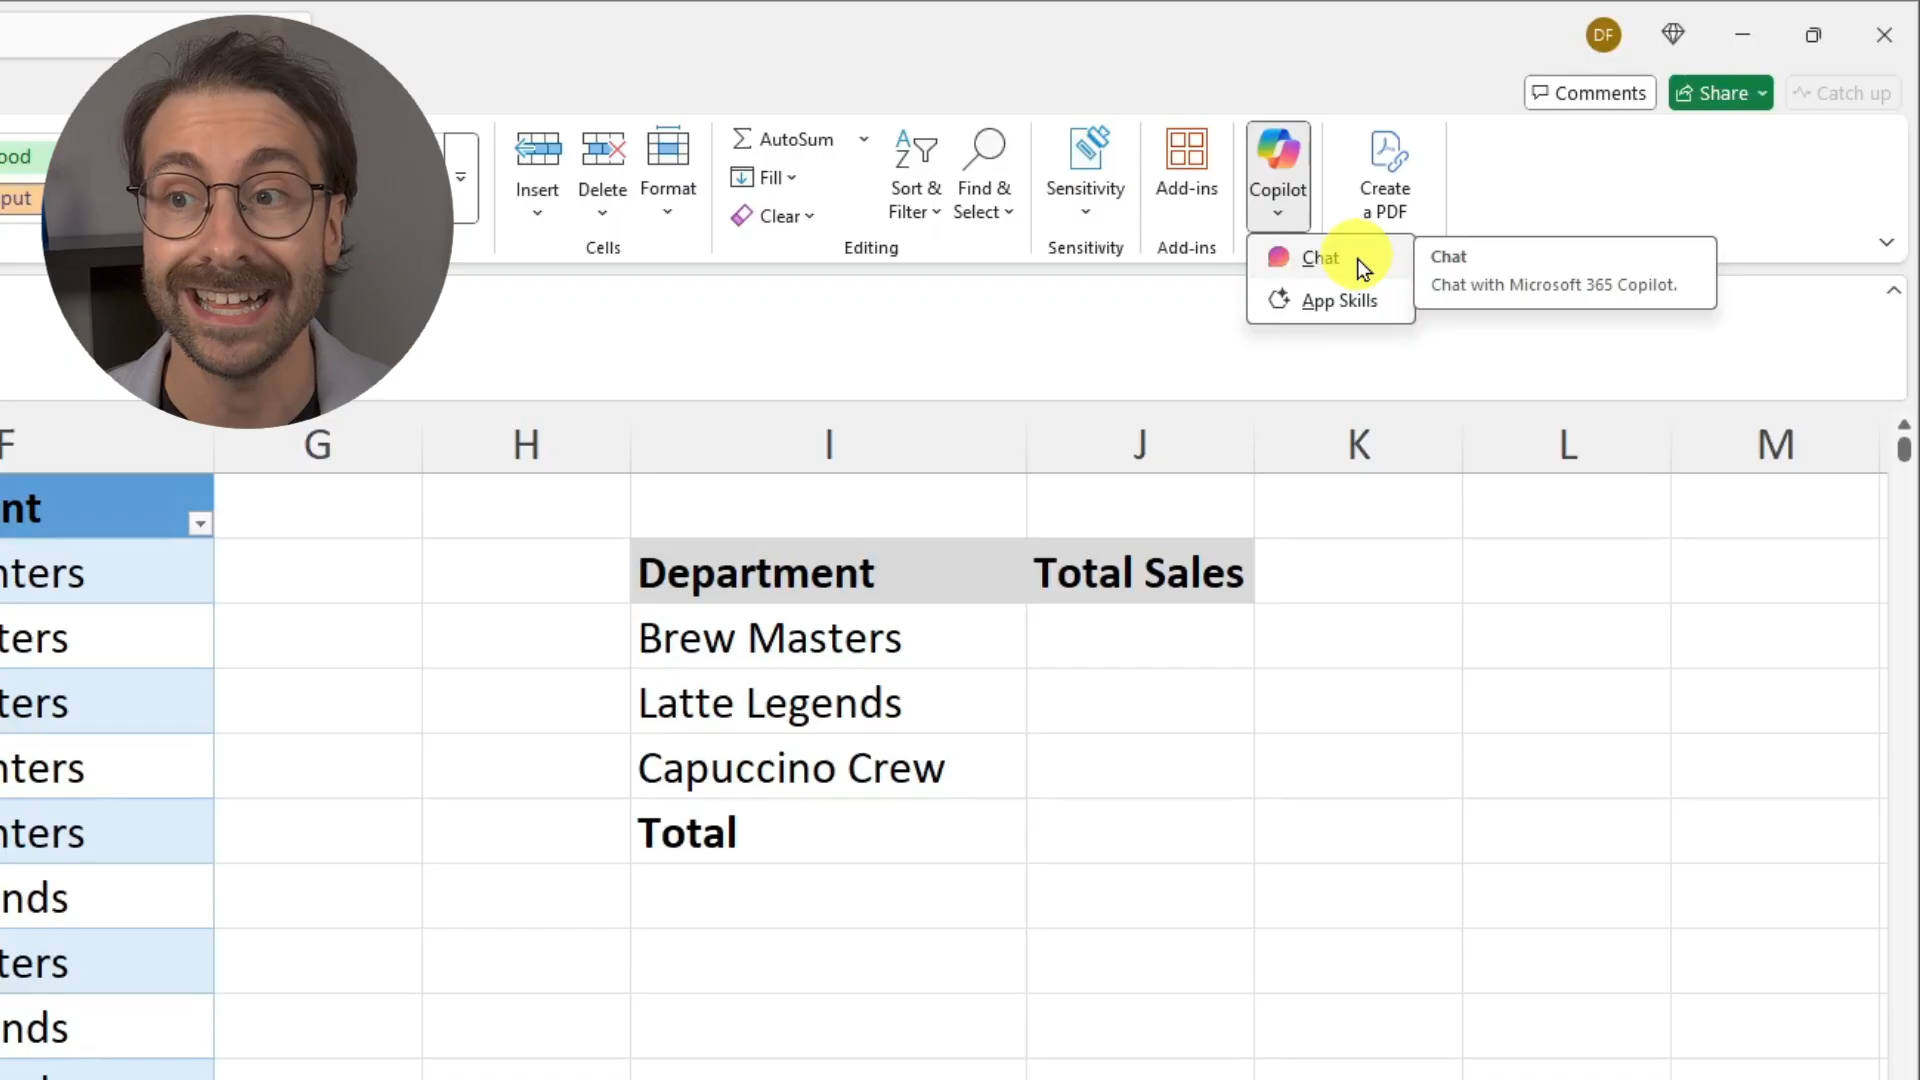 DF
Comments
Share
Catch up
ood
put
Insert
Delete
Format
Cells
AutoSum
Fill
Clear
Sort &
Filter
Find &
Select
Editing
Sensitivity
Sensitivity
Add-ins
Add-ins
Copilot
Create
a PDF
Chat
App Skills
Chat
Chat with Microsoft 365 Copilot.
F G H I J K L M
nt
nters Department Total Sales
ters Brew Masters
ters Latte Legends
nters Capuccino Crew
nters Total
nds
ters
nds